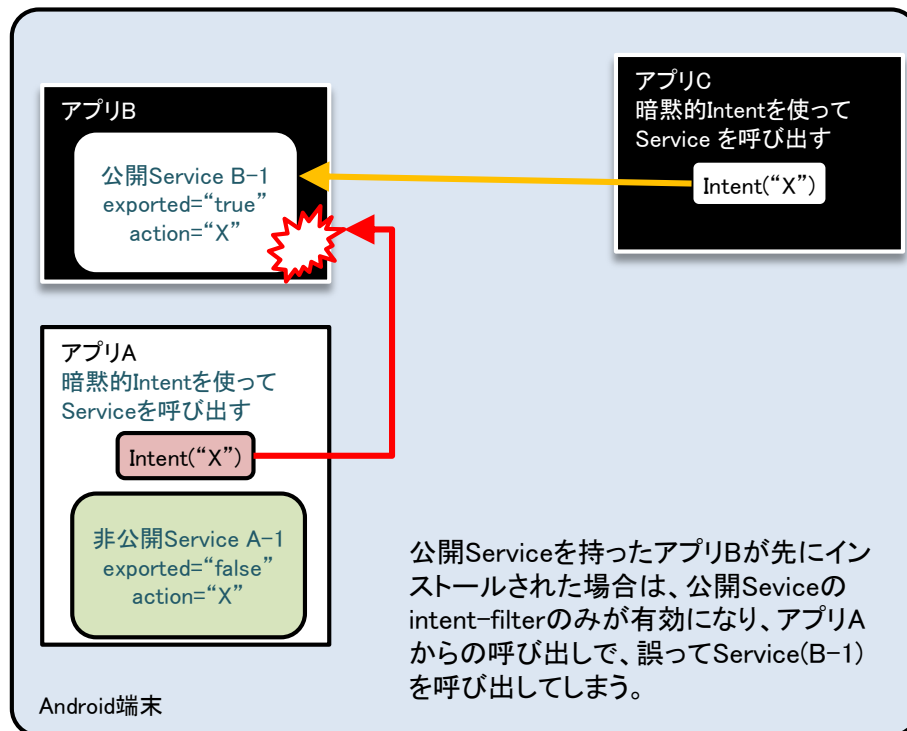 アプリB
公開Service B-1
exported=“true”
action=“X”
アプリC
暗黙的Intentを使って
Service を呼び出す
Intent(“X”)
アプリA
暗黙的Intentを使って
Serviceを呼び出す
Intent(“X”)
非公開Service A-1
exported=“false”
action=“X”
公開Serviceを持ったアプリBが先にイン
ストールされた場合は、公開Seviceの
intent-filterのみが有効になり、アプリA
からの呼び出しで、誤ってService(B-1)
を呼び出してしまう。
Android端末